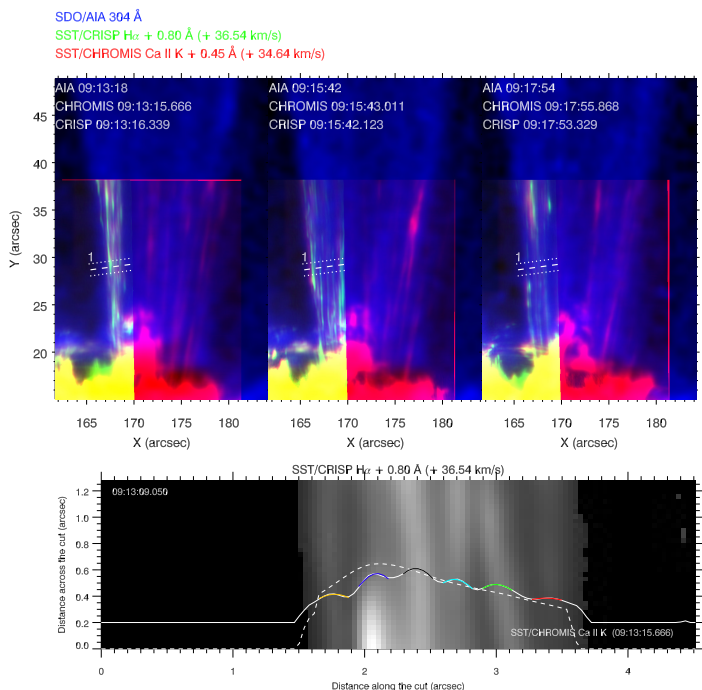 SDO/AIA 304 Å
SST/CRISP Hα + 0.80 Å (+ 36.54 km/s)
SST/CHROMIS Ca II K + 0.45 Å (+ 34.64 km/s)
AIA 09:13:18 AIA 09:15:42 AIA 09:17:54
CHROMIS 09:13:15.666 CHROMIS 09:15:43.011 CHROMIS 09:17:55.868
CRISP 09:13:16.339 CRISP 09:15:42.123 CRISP 09:17:53.329
45
40
35
30
25
20
Y (arcsec)
1 1 1
165 170 175 180 165 170 175 180 165 170 175 180
X (arcsec) X (arcsec) X (arcsec)
SST/CRISP Hα + 0.80 Å (+ 36.54 km/s)
09:13:09.050
1.2
1.0
0.8
0.6
0.4
0.2
0.0
Distance across the cut (arcsec)
SST/CHROMIS Ca II K (09:13:15.666)
0 1 2 3 4
Distance along the cut (arcsec)